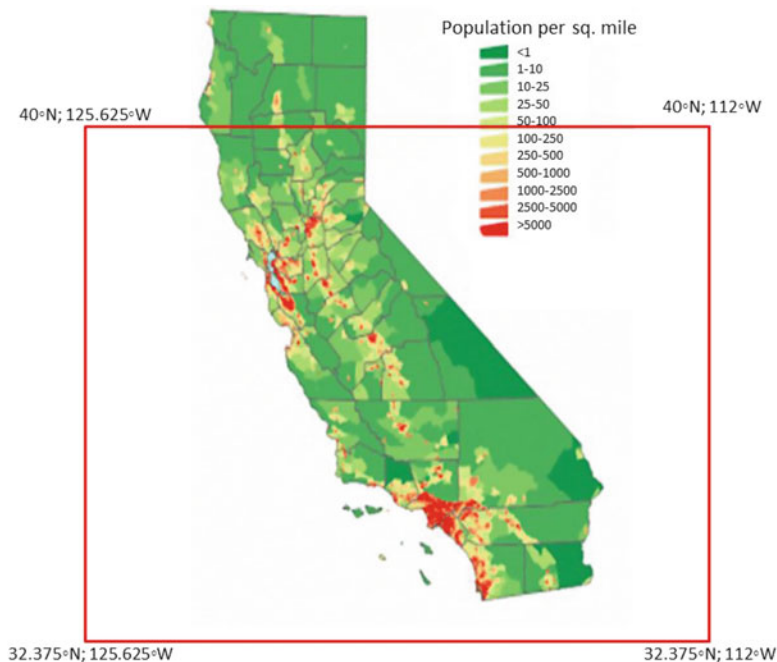 Population per sq. mile
<1
1-10
10-25
25-50
50-100
100-250
250-500
500-1000
1000-2500
2500-5000
>5000
40◦N; 125.625◦W
40◦N; 112◦W
32.375◦N; 125.625◦W
32.375◦N; 112◦W